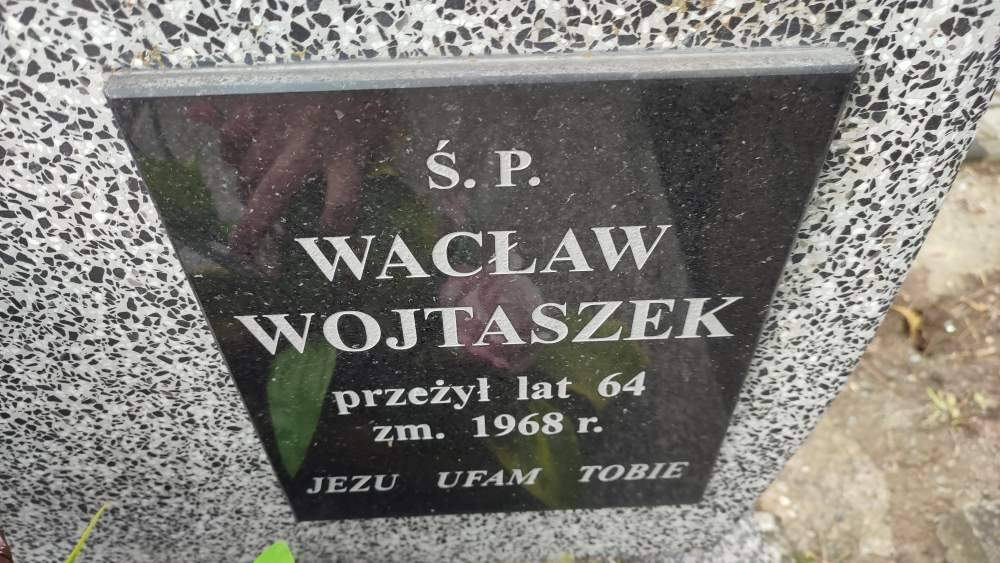 Ś. P.
WACŁAW
WOJTASZEK
przeżył lat 64
zm. 1968 r.
JEZU UFAM TOBIE